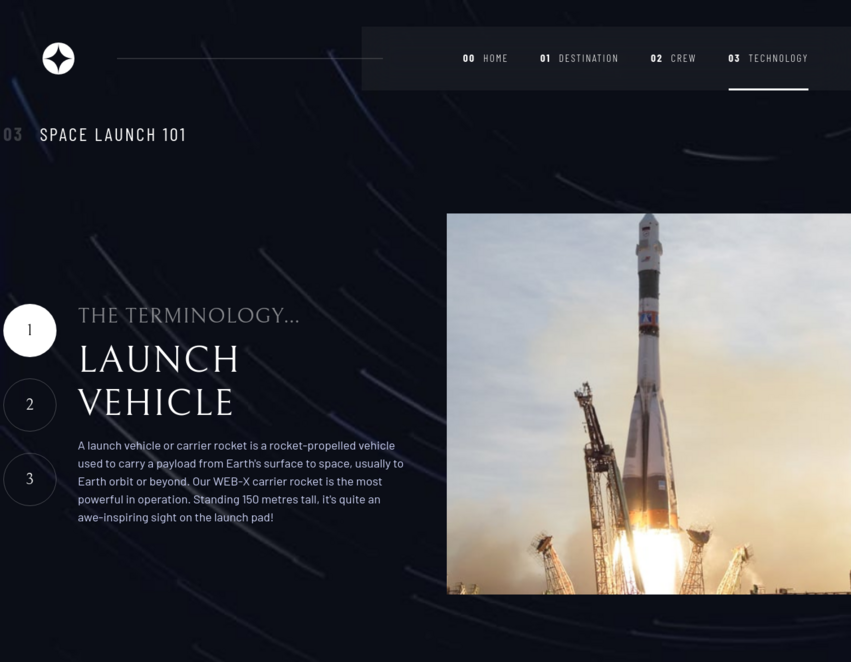 00 HOME 01 DESTINATION 02 CREW 03 TECHNOLOGY
03 SPACE LAUNCH 101
1
2
3
THE TERMINOLOGY...
LAUNCH
VEHICLE
A launch vehicle or carrier rocket is a rocket-propelled vehicle
used to carry a payload from Earth's surface to space, usually to
Earth orbit or beyond. Our WEB-X carrier rocket is the most
powerful in operation. Standing 150 metres tall, it's quite an
awe-inspiring sight on the launch pad!